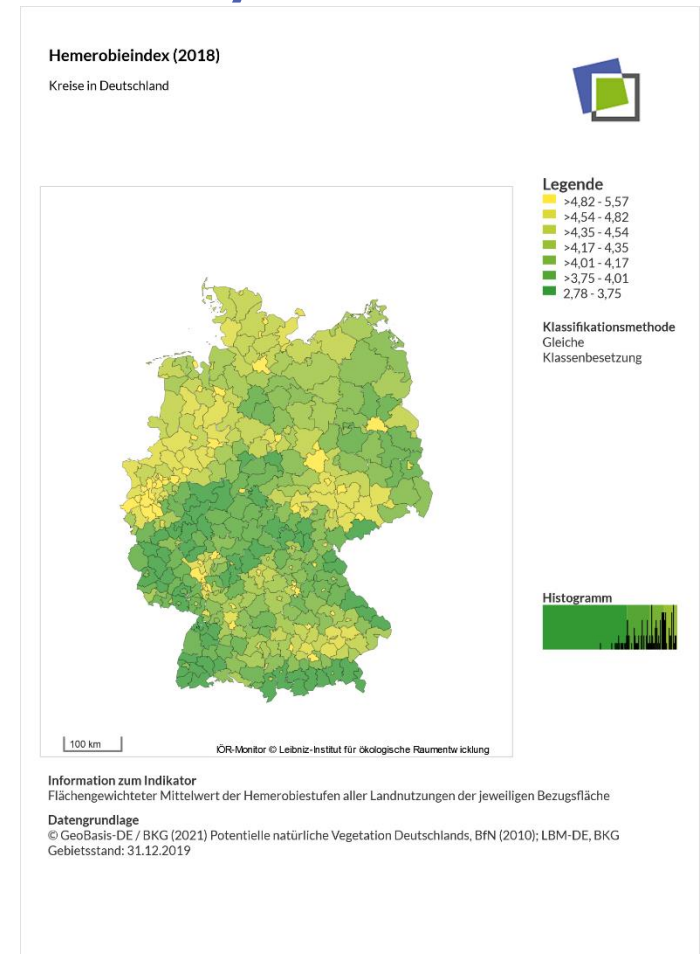 Hemerobieindex (2018)
Kreise in Deutschland
Legende
>4,82 - 5,57
>4,54 - 4,82
>4,35 - 4,54
>4,17 - 4,35
>4,01 - 4,17
>3,75 - 4,01
2,78 - 3,75
Klassifikationsmethode
Gleiche
Klassenbesetzung
Histogramm
100 km
IÖR-Monitor © Leibniz-Institut für ökologische Raumentw icklung
Information zum Indikator
Flächengewichteter Mittelwert der Hemerobiestufen aller Landnutzungen der jeweiligen Bezugsfläche
Datengrundlage
© GeoBasis-DE / BKG (2021) Potentielle natürliche Vegetation Deutschlands, BfN (2010); LBM-DE, BKG
Gebietsstand: 31.12.2019